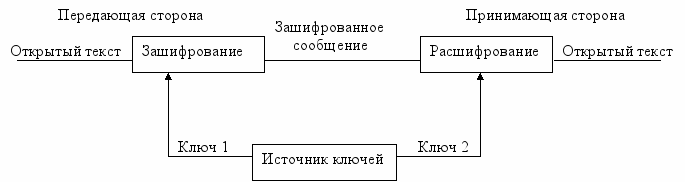 Передающая сторона
Принимающая сторона
Открытый текст
Зашифрование
Зашифрованное
сообщение
Расшифрование
Открытый текст
Ключ 1
Источник ключей
Ключ 2